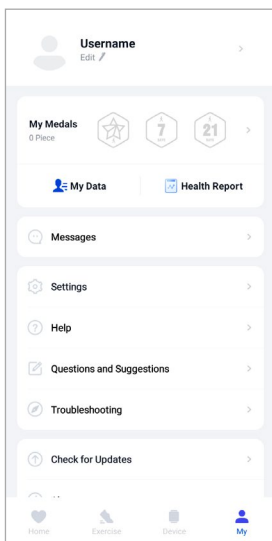 Username
Edit
My Medals
0 Piece
7
21
My Data
Health Report
Messages
Settings
Help
Questions and Suggestions
Troubleshooting
Check for Updates
Home
Exercise
Device
My